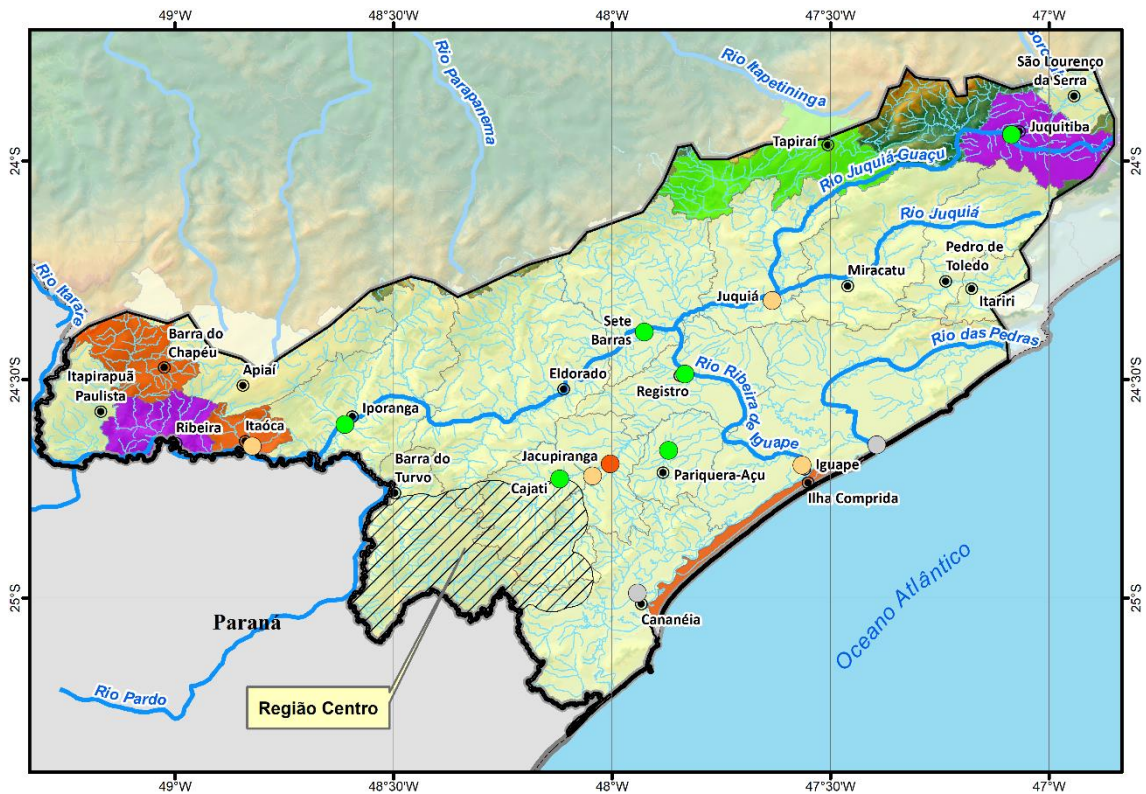 49°W
48°30'W
48°W
47°30'W
47°W
São Lourenço
da Serra
Rio Itapetininga
Rio Parapanema
Juquitiba
Tapiraí
24°S
24°S
Rio Juquiá-Guaçu
Rio Juquiá
Pedro de
Toledo
Rio Itarare
Miracatu
Itariri
Juquiá
Sete
Barras
Rio das Pedras
Barra do
Chapéu
Apiaí
Itapirapuã
Paulista
Eldorado
Registro
24°30'S
24°30'S
Iporanga
Rio Ribeira de Iguape
Ribeira
Itaóca
Barra do
Turvo
Jacupiranga
Cajati
Pariquera-Açu
Iguape
Ilha Comprida
Oceano Atlântico
25°S
25°S
Cananéia
Paraná
Rio Pardo
Região Centro
49°W
48°30'W
48°W
47°30'W
47°W